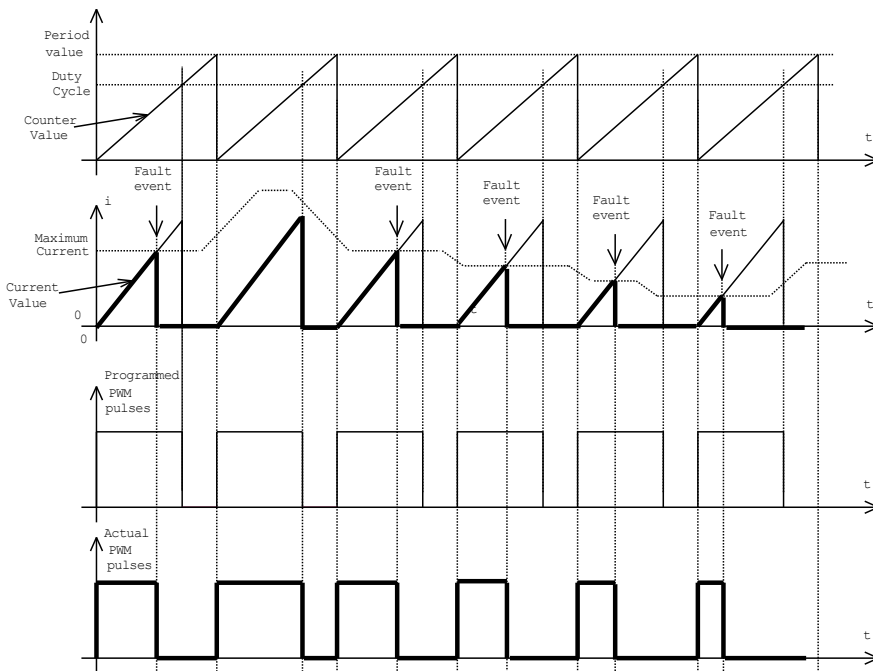 Period
value
Duty
Cycle
Counter
Value
t
Fault
event
Fault
event
Fault
event
Fault
event
Fault
event
i
Maximum
Current
Current
Value
0
0
t
Programmed
PWM
pulses
t
Actual
PWM
pulses
t